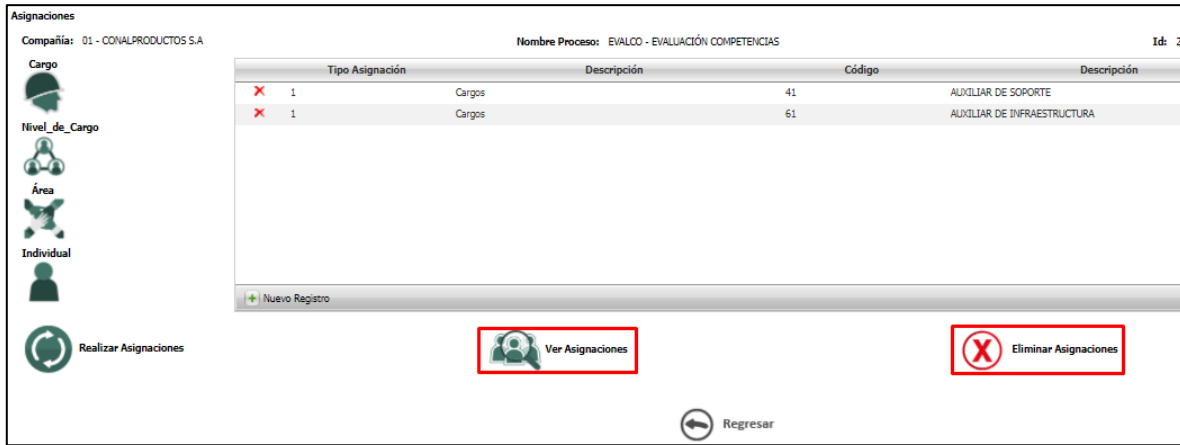 Asignaciones
Compañía: 01 - CONALPRODUCTOS S.A Nombre Proceso: EVALCO - EVALUACIÓN COMPETENCIAS Id: 2
Cargo
Tipo Asignación Descripción Código Descripción
1 Cargos 41 AUXILIAR DE SOPORTE
1 Cargos 61 AUXILIAR DE INFRAESTRUCTURA
Nivel_de_Cargo
Área
Individual
Nuevo Registro
Realizar Asignaciones Ver Asignaciones Eliminar Asignaciones
Regresar